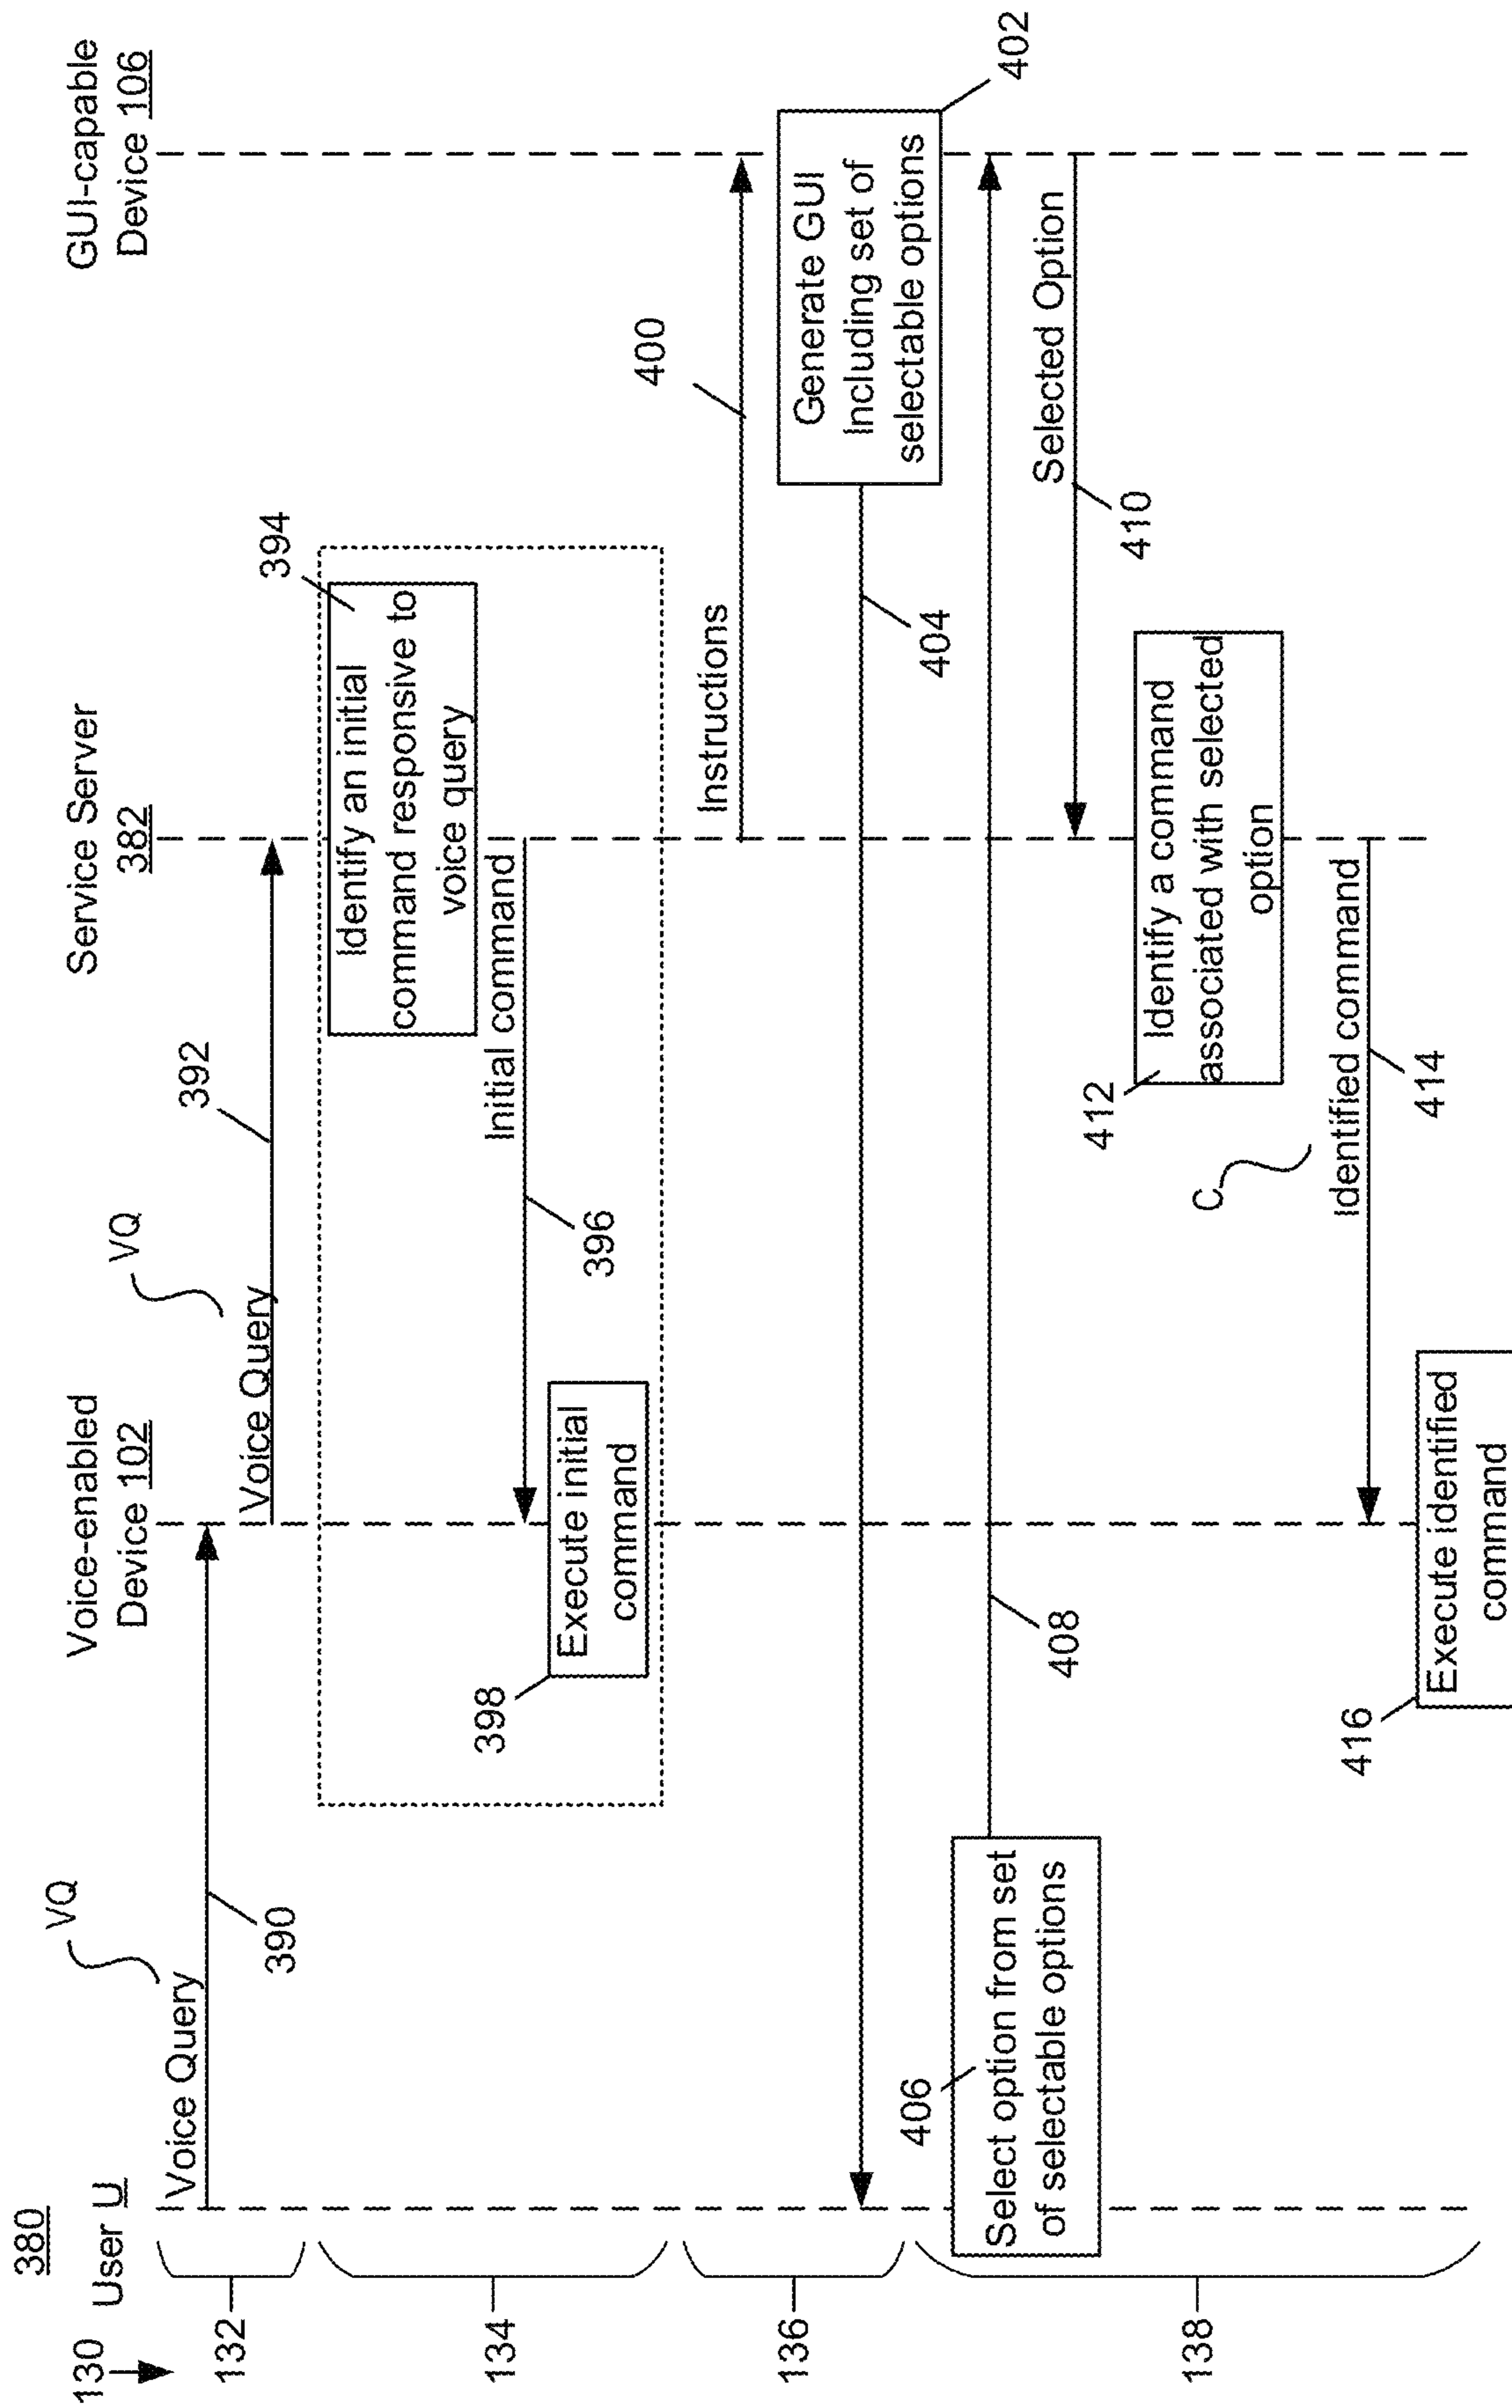 380
130
User U
Voice-enabled
Device 102
Service Server
382
GUI-capable
Device 106
132
Voice Query
VQ
390
Voice Query
VQ
392
134
394
Identify an initial
command responsive to
voice query
Initial command
396
398
Execute initial
command
136
Instructions
400
402
Generate GUI
Including set of
selectable options
404
138
406
Select option from set
of selectable options
408
Selected Option
410
412
Identify a command
associated with selected
option
C
Identified command
414
416
Execute identified
command